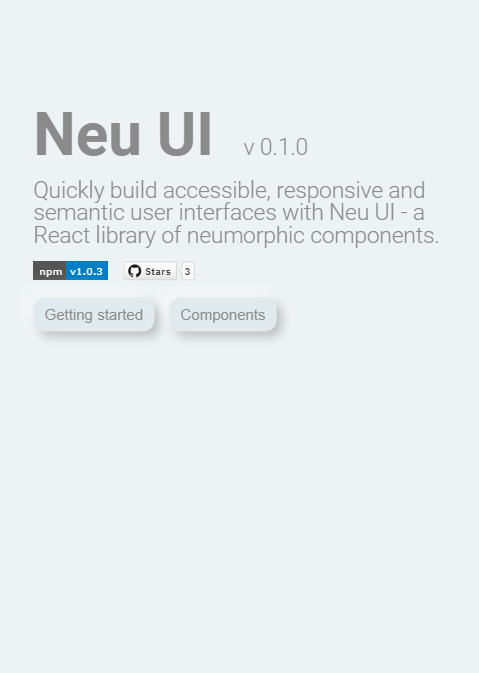 Neu UI v 0.1.0
Quickly build accessible, responsive and
semantic user interfaces with Neu UI - a
React library of neumorphic components.
npm v1.0.3 Stars 3
Getting started Components